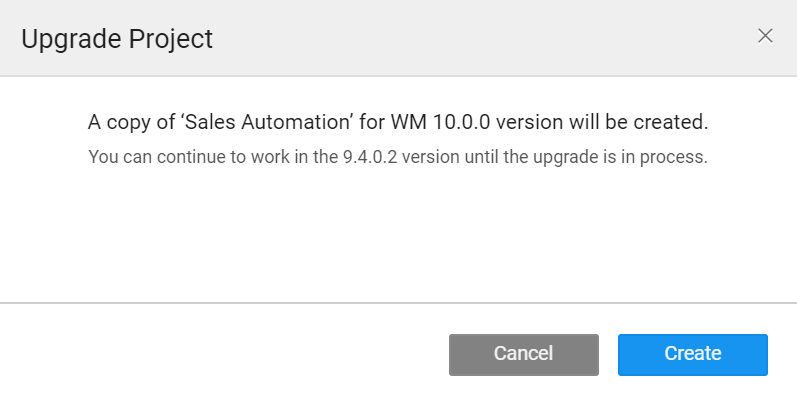 Upgrade Project
A copy of ‘Sales Automation’ for WM 10.0.0 version will be created.
You can continue to work in the 9.4.0.2 version until the upgrade is in process.
Cancel
Create